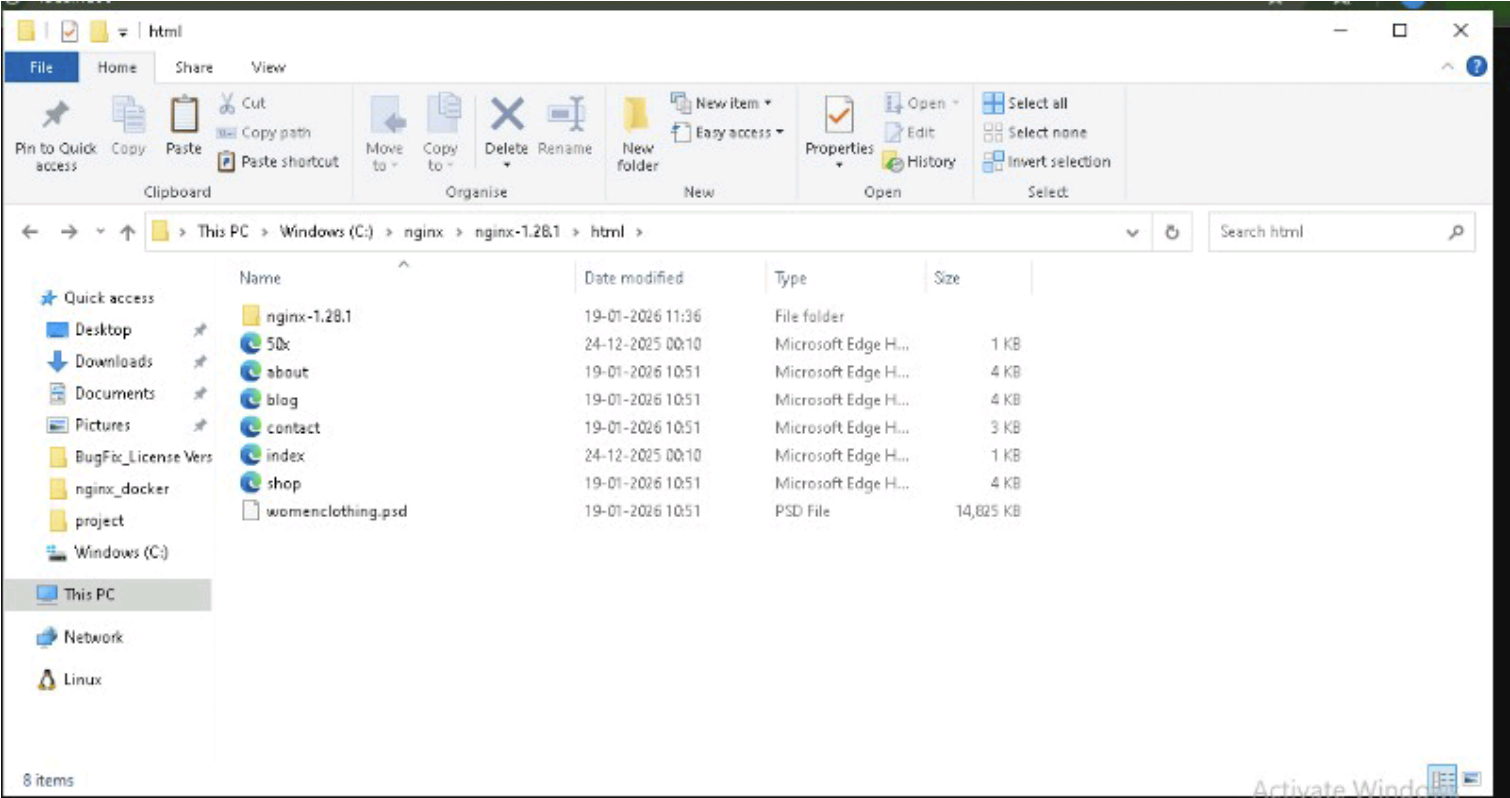 html
File Home Share View
Pin to Quick access
Copy
Paste
Cut
Copy path
Paste shortcut
Clipboard
Move to
Copy to
Delete
Rename
Organise
New folder
New item
Easy access
New
Properties
Open
Edit
History
Open
Select all
Select none
Invert selection
Select
This PC > Windows (C:) > nginx > nginx-1.28.1 > html >
Search html
Quick access
Desktop
Downloads
Documents
Pictures
BugFix_License Vers
nginx_docker
project
Windows (C:)
This PC
Network
Linux
Name Date modified Type Size
nginx-1.28.1 19-01-2026 11:36 File folder
50x 24-12-2025 00:10 Microsoft Edge H... 1 KB
about 19-01-2026 10:51 Microsoft Edge H... 4 KB
blog 19-01-2026 10:51 Microsoft Edge H... 4 KB
contact 19-01-2026 10:51 Microsoft Edge H... 3 KB
index 24-12-2025 00:10 Microsoft Edge H... 1 KB
shop 19-01-2026 10:51 Microsoft Edge H... 4 KB
womenclothing.psd 19-01-2026 10:51 PSD File 14,825 KB
8 items
Activate Windo